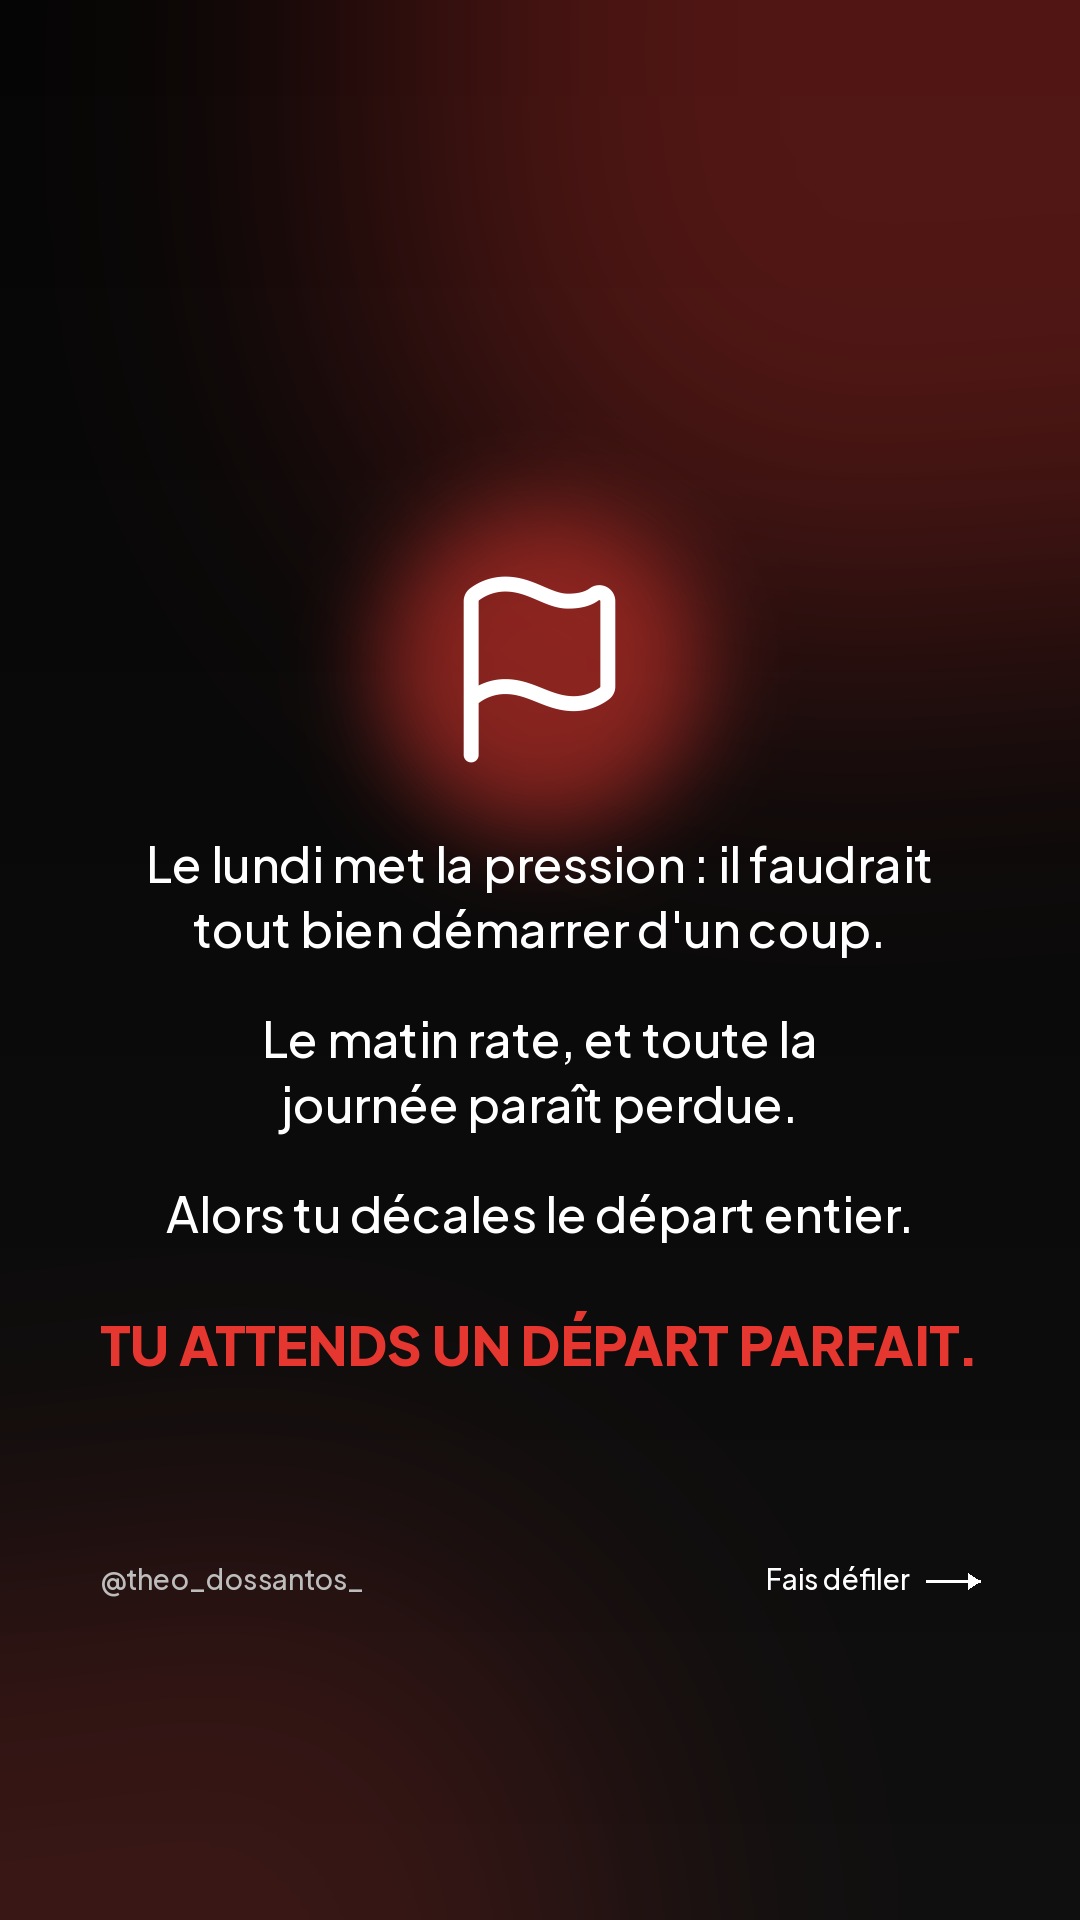 Le lundi met la pression : il faudrait
tout bien démarrer d'un coup.
Le matin rate, et toute la
journée paraît perdue.
Alors tu décales le départ entier.
TU ATTENDS UN DÉPART PARFAIT.
@theo_dossantos_
Fais défiler